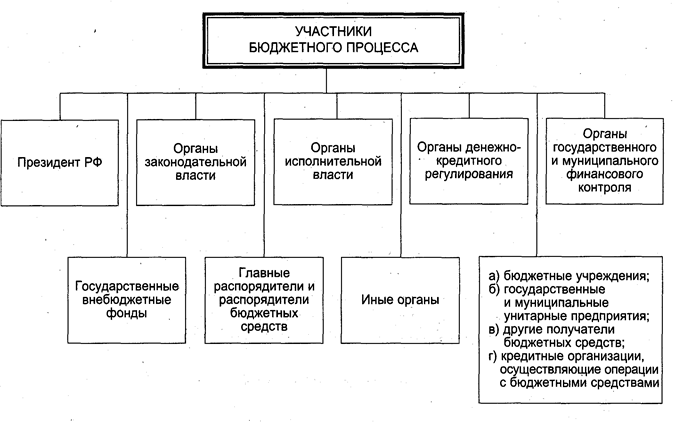 УЧАСТНИКИ
БЮДЖЕТНОГО ПРОЦЕССА
Президент РФ
Органы
законодательной
власти
Органы
исполнительной
власти
Органы денежно-
кредитного
регулирования
Органы
государственного
и муниципального
финансового
контроля
Государственные
внебюджетные
фонды
Главные
распорядители и
распорядители
бюджетных
средств
Иные органы
а) бюджетные учреждения;
б) государственные
и муниципальные
унитарные предприятия;
в) другие получатели
бюджетных средств;
г) кредитные организации,
осуществляющие операции
с бюджетными средствами